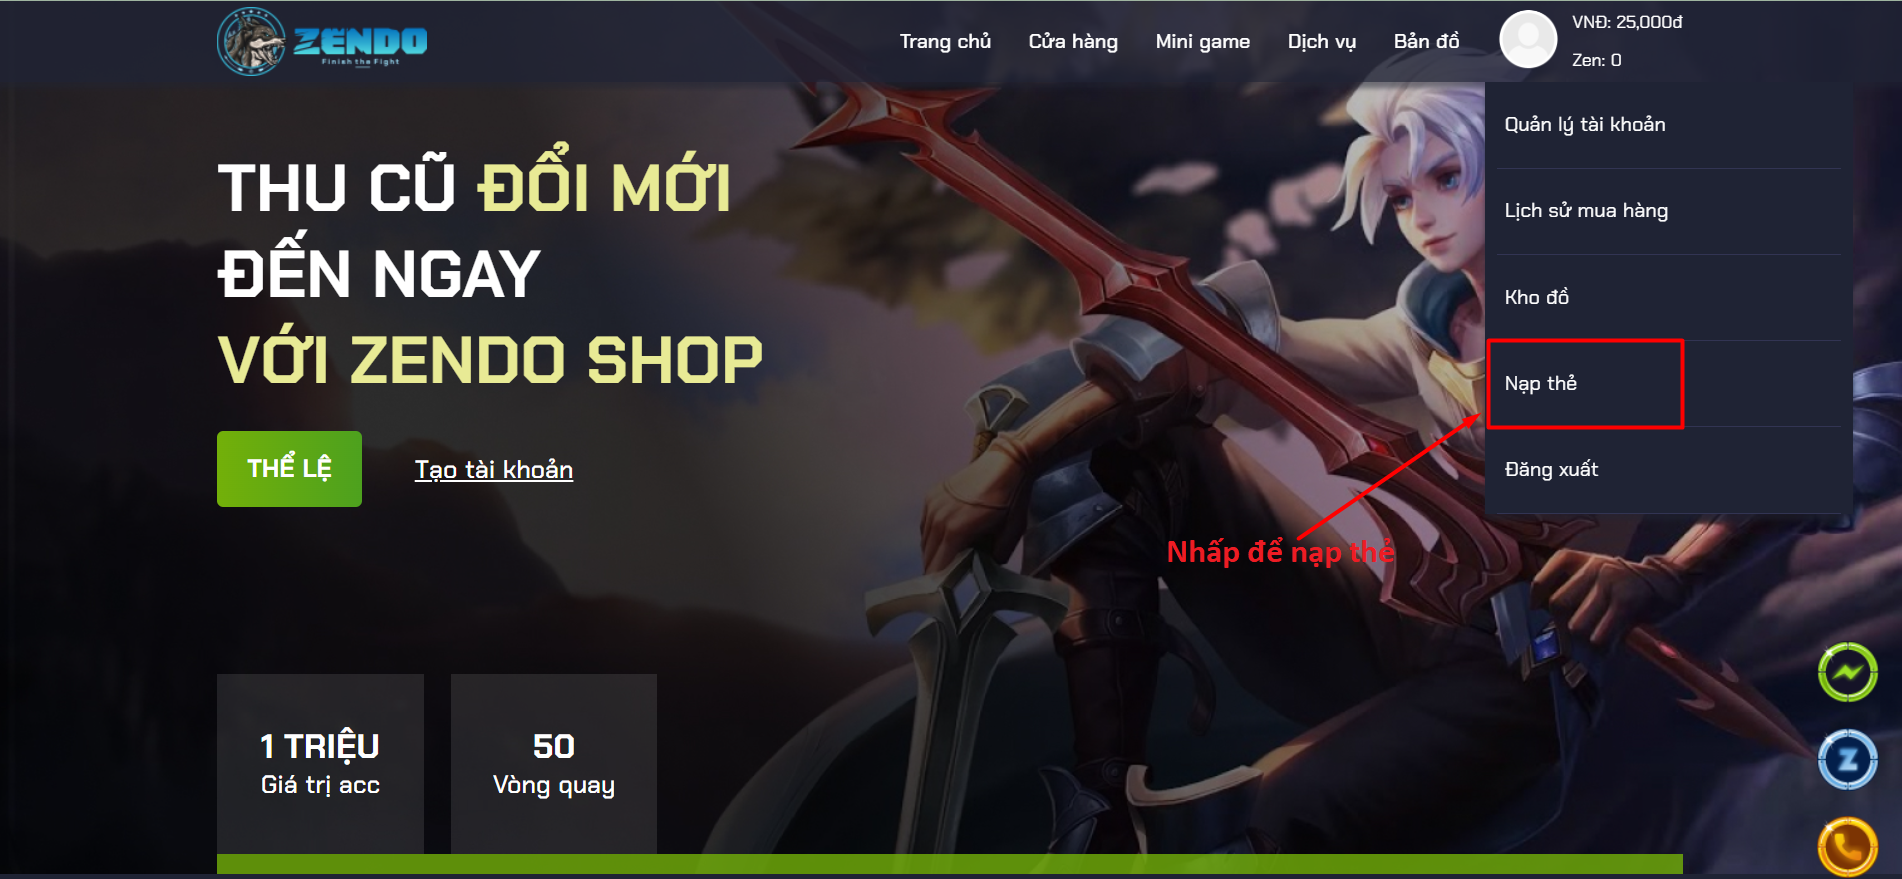 ZENDO
Finish the Fight
Trang chủ
Cửa hàng
Mini game
Dịch vụ
Bản đồ
VNĐ: 25,000đ
Zen: 0
Quản lý tài khoản
Lịch sử mua hàng
Kho đồ
Nạp thẻ
Đăng xuất
THU CŨ ĐỔI MỚI
ĐẾN NGAY
VỚI ZENDO SHOP
THỂ LỆ
Tạo tài khoản
Nhấp để nạp thẻ
1 TRIỆU
Giá trị acc
50
Vòng quay
Z